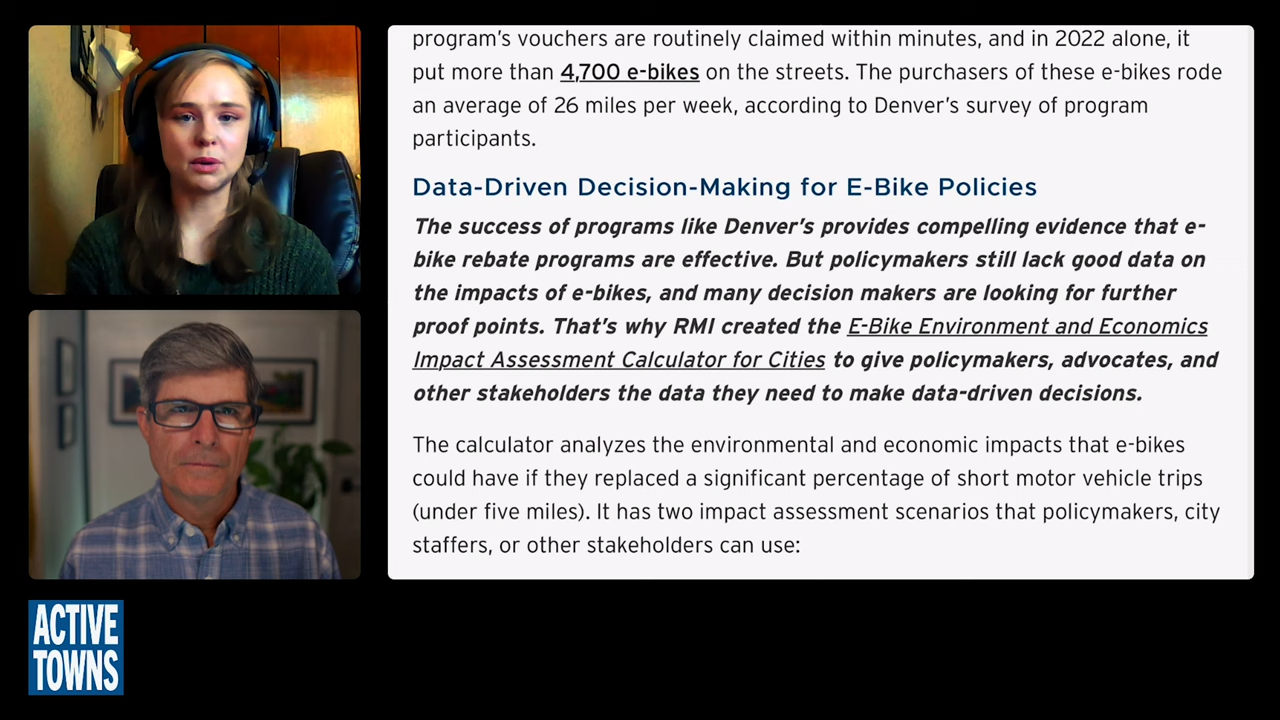 program's vouchers are routinely claimed within minutes, and in 2022 alone, it
put more than 4,700 e-bikes on the streets. The purchasers of these e-bikes rode
an average of 26 miles per week, according to Denver's survey of program
participants.
Data-Driven Decision-Making for E-Bike Policies
The success of programs like Denver's provides compelling evidence that e-
bike rebate programs are effective. But policymakers still lack good data on
the impacts of e-bikes, and many decision makers are looking for further
proof points. That's why RMI created the E-Bike Environment and Economics
Impact Assessment Calculator for Cities to give policymakers, advocates, and
other stakeholders the data they need to make data-driven decisions.
The calculator analyzes the environmental and economic impacts that e-bikes
could have if they replaced a significant percentage of short motor vehicle trips
(under five miles). It has two impact assessment scenarios that policymakers, city
staffers, or other stakeholders can use:
ACTIVE
TOWNS